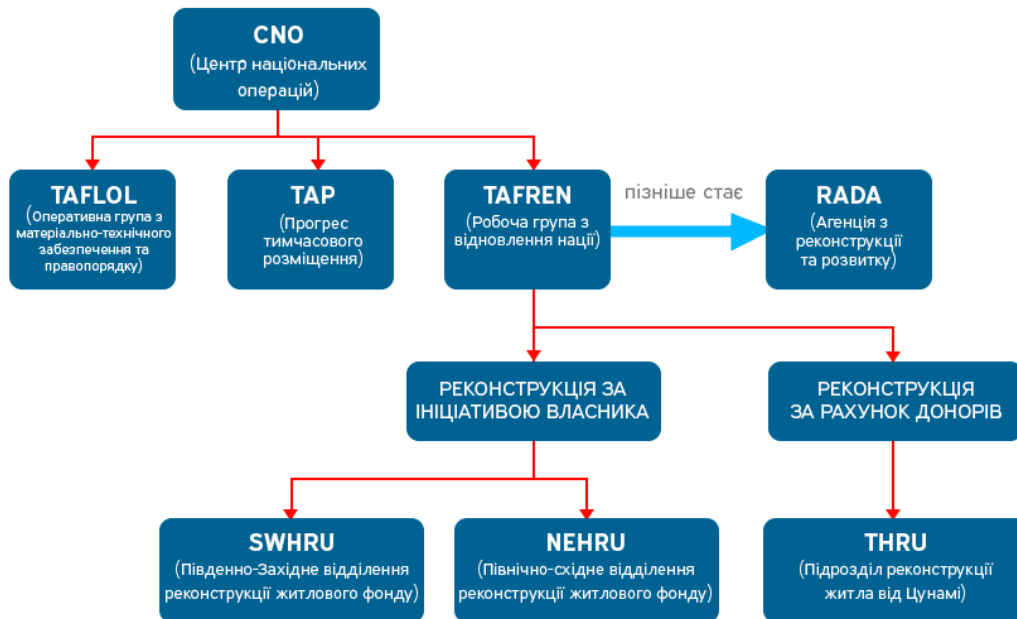 CNO
(Центр національних
операцій)
TAFLOL
(Оперативна група з
матеріально-технічного
забезпечення та
правопорядку)
TAP
(Прогрес
тимчасового
розміщення)
TAFREN
(Робоча група з
відновлення нації)
пізніше стає
RADA
(Агенція з
реконструкції
та розвитку)
РЕКОНСТРУКЦІЯ ЗА
ІНІЦІАТИВОЮ ВЛАСНИКА
РЕКОНСТРУКЦІЯ
ЗА РАХУНОК ДОНОРІВ
SWHRU
(Південно-Західне відділення
реконструкції житлового фонду)
NEHRU
(Північно-східне відділення
реконструкції житлового фонду)
THRU
(Підрозділ реконструкції
житла від Цунамі)